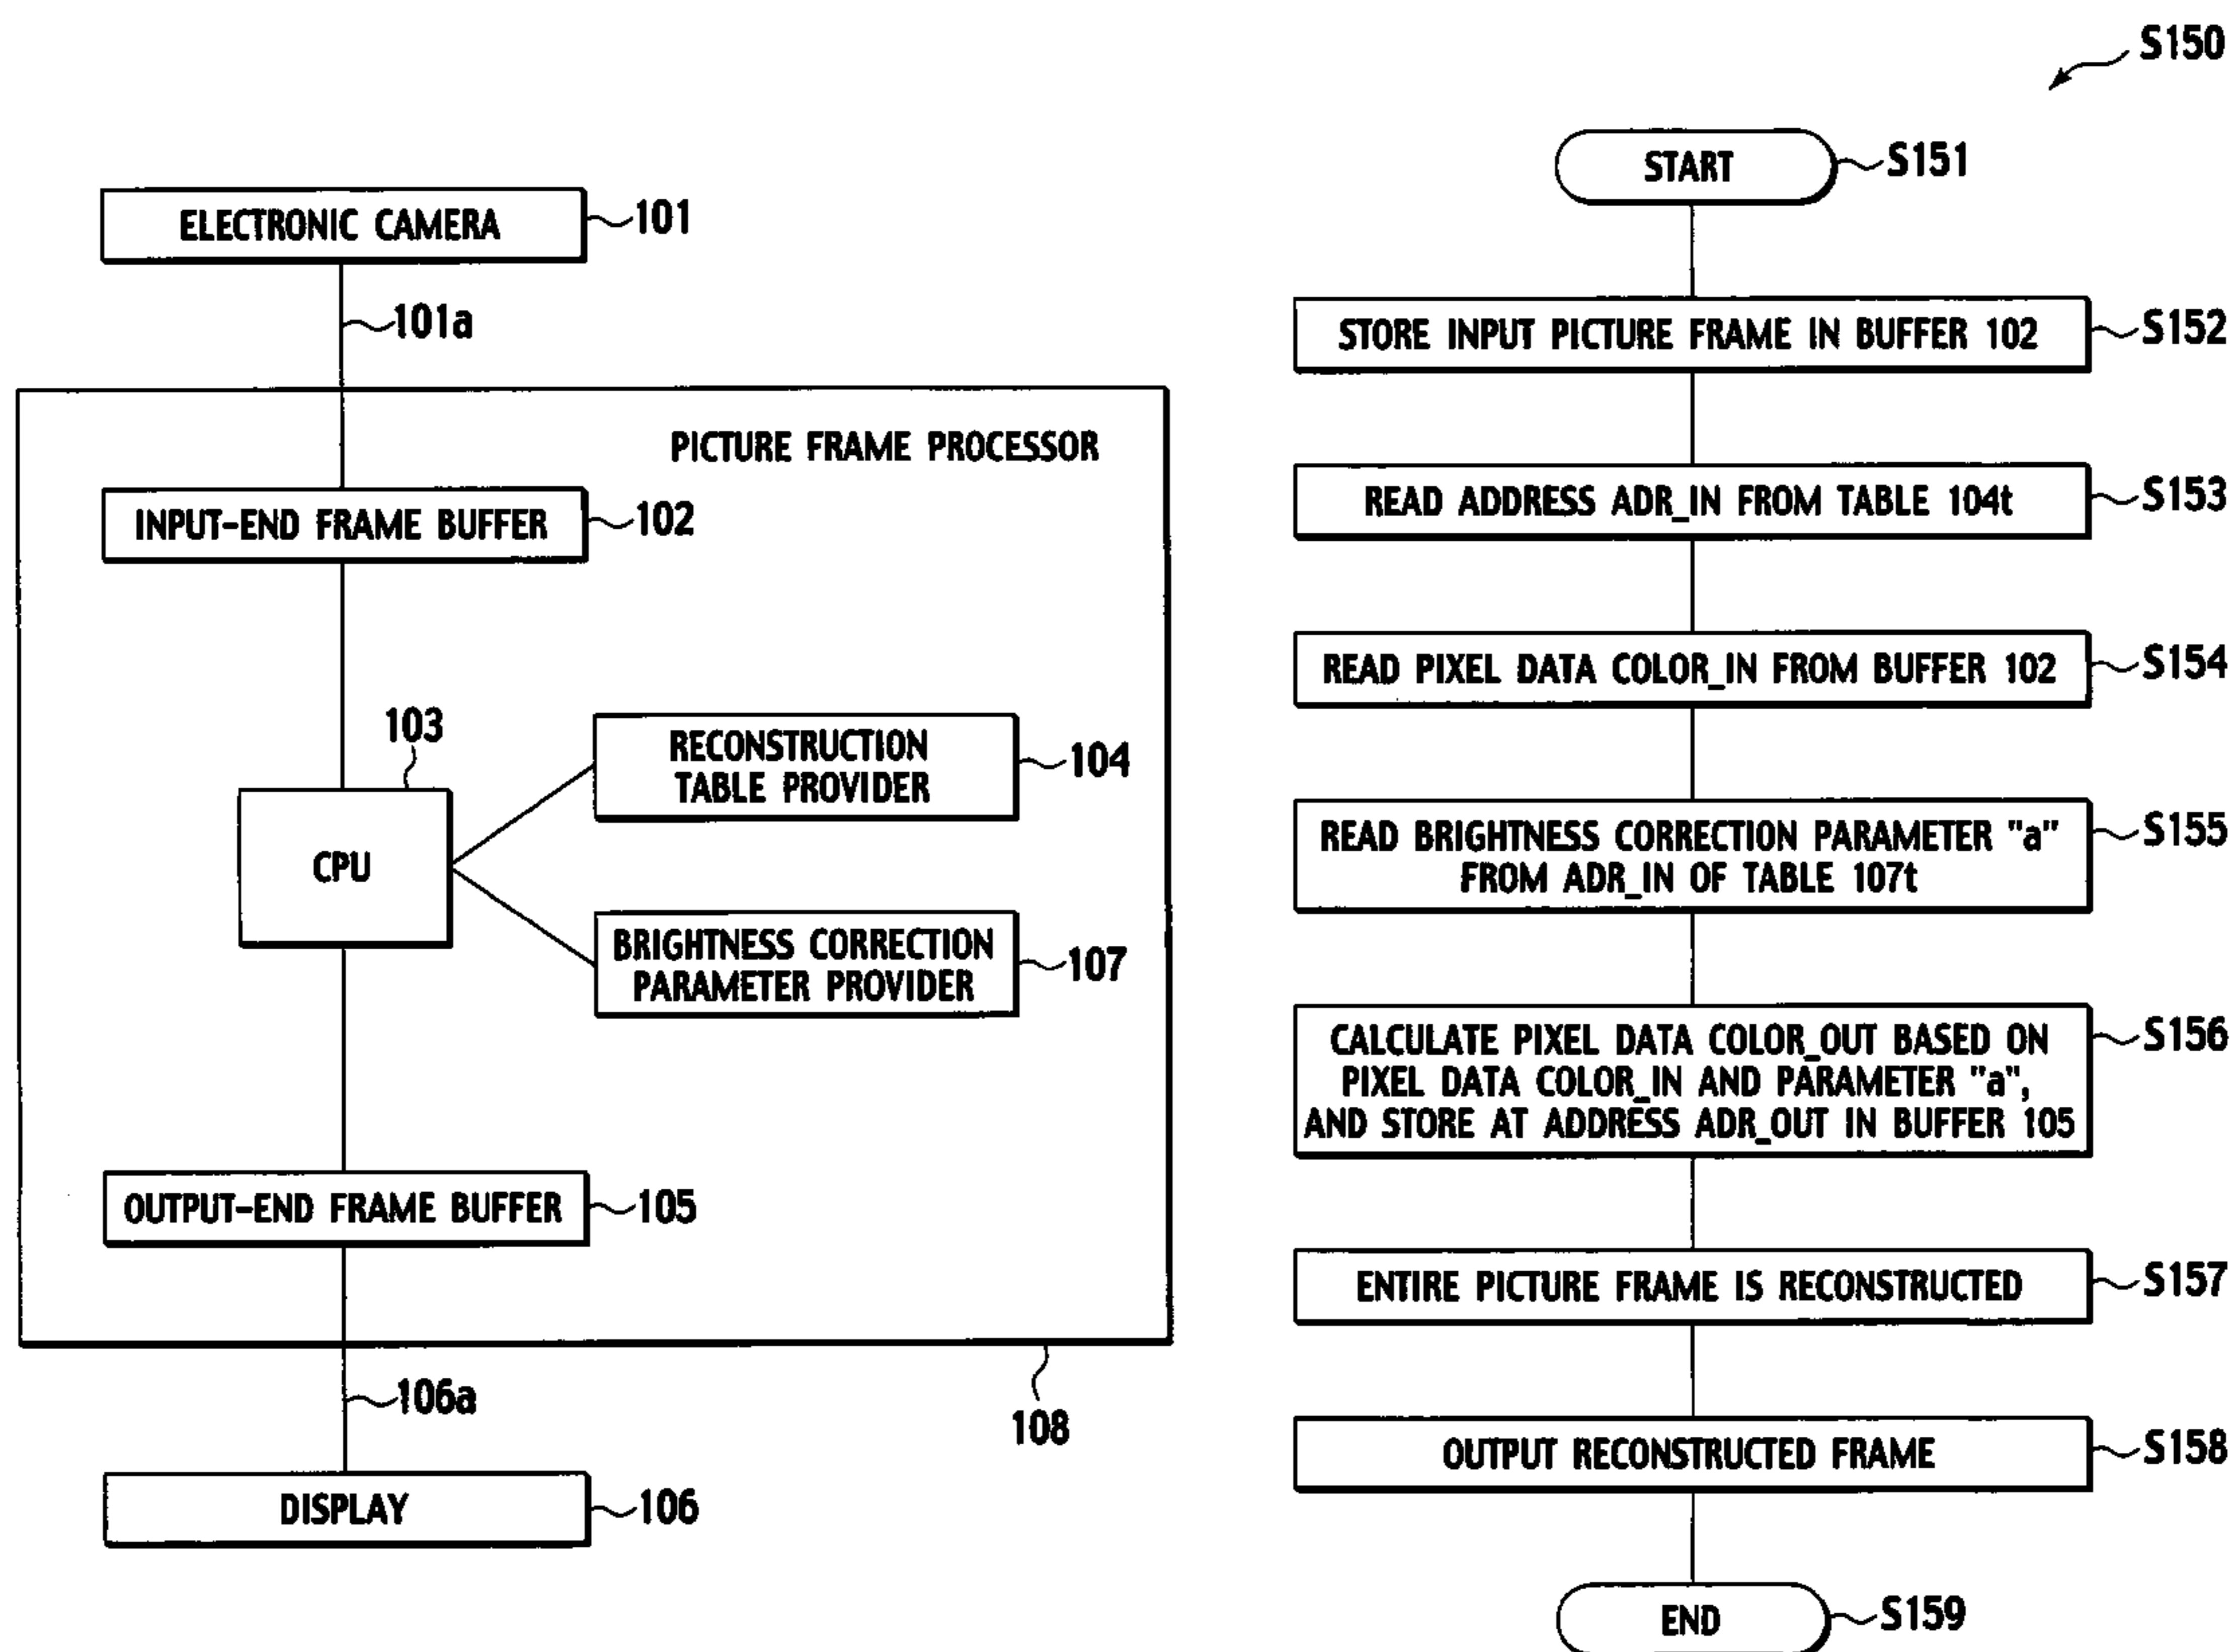 ELECTRONIC CAMERA
101
101a
PICTURE FRAME PROCESSOR
INPUT-END FRAME BUFFER
102
103
CPU
RECONSTRUCTION
TABLE PROVIDER
104
BRIGHTNESS CORRECTION
PARAMETER PROVIDER
107
OUTPUT-END FRAME BUFFER
105
106a
108
DISPLAY
106
S150
START
S151
STORE INPUT PICTURE FRAME IN BUFFER 102
S152
READ ADDRESS ADR_IN FROM TABLE 104t
S153
READ PIXEL DATA COLOR_IN FROM BUFFER 102
S154
READ BRIGHTNESS CORRECTION PARAMETER "a"
FROM ADR_IN OF TABLE 107t
S155
CALCULATE PIXEL DATA COLOR_OUT BASED ON
PIXEL DATA COLOR_IN AND PARAMETER "a",
AND STORE AT ADDRESS ADR_OUT IN BUFFER 105
S156
ENTIRE PICTURE FRAME IS RECONSTRUCTED
S157
OUTPUT RECONSTRUCTED FRAME
S158
END
S159